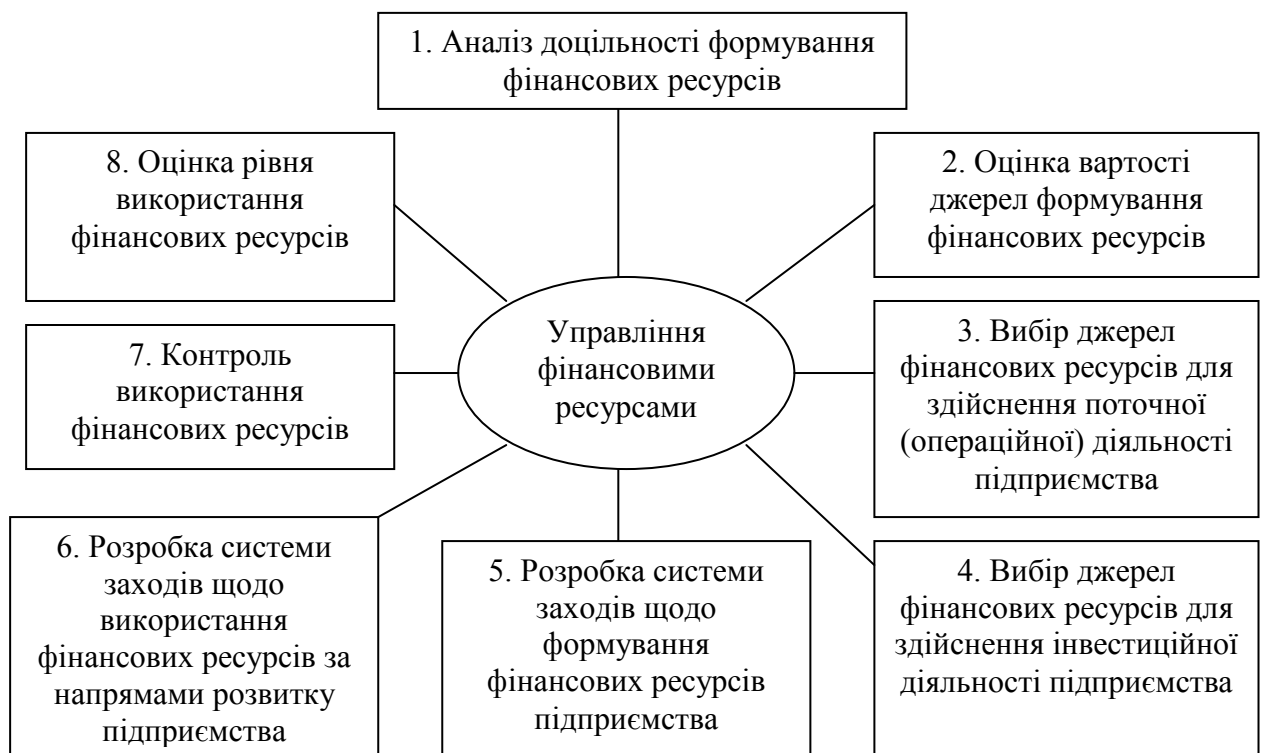 1. Аналіз доцільності формування
фінансових ресурсів
8. Оцінка рівня
використання
фінансових ресурсів
2. Оцінка вартості
джерел формування
фінансових ресурсів
Управління
фінансовими
ресурсами
7. Контроль
використання
фінансових ресурсів
3. Вибір джерел
фінансових ресурсів для
здійснення поточної
(операційної) діяльності
підприємства
6. Розробка системи
заходів щодо
використання
фінансових ресурсів за
напрямами розвитку
підприємства
5. Розробка системи
заходів щодо
формування
фінансових ресурсів
підприємства
4. Вибір джерел
фінансових ресурсів для
здійснення інвестиційної
діяльності підприємства